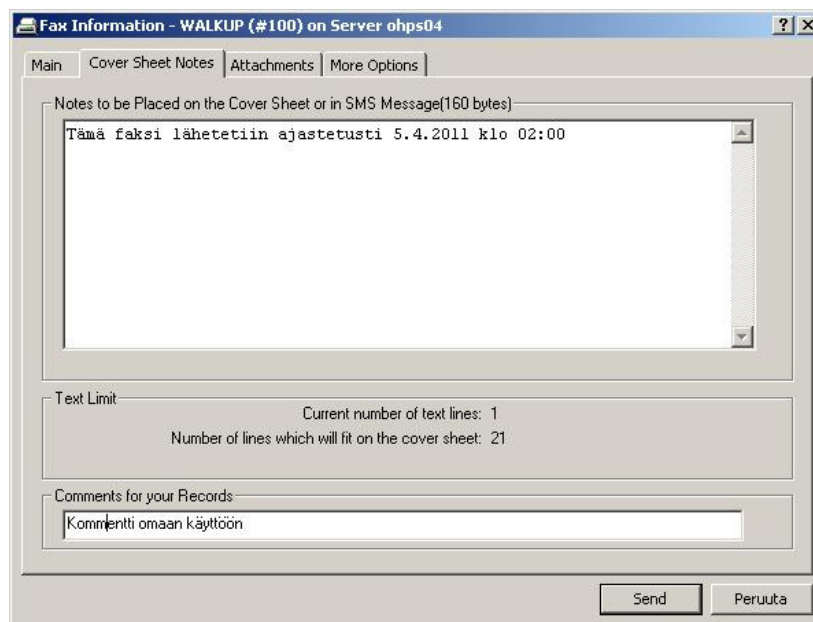 Fax Information - WALKUP (#100) on Server ohps04
Main Cover Sheet Notes Attachments More Options
Notes to be Placed on the Cover Sheet or in SMS Message(160 bytes)
Tämä faksi lähetetiin ajastetusti 5.4.2011 klo 02:00
Text Limit
Current number of text lines: 1
Number of lines which will fit on the cover sheet: 21
Comments for your Records
Kommentti omaan käyttöön
Send Peruuta